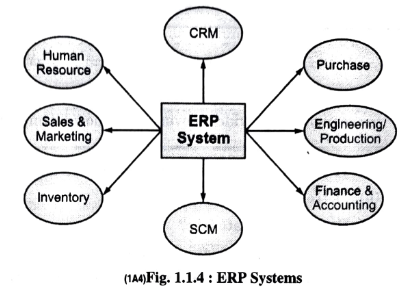 CRM
Human
Resource
Purchase
Sales &
Marketing
ERP
System
Engineering/
Production
Inventory
Finance &
Accounting
SCM
(1A4)Fig. 1.1.4 : ERP Systems